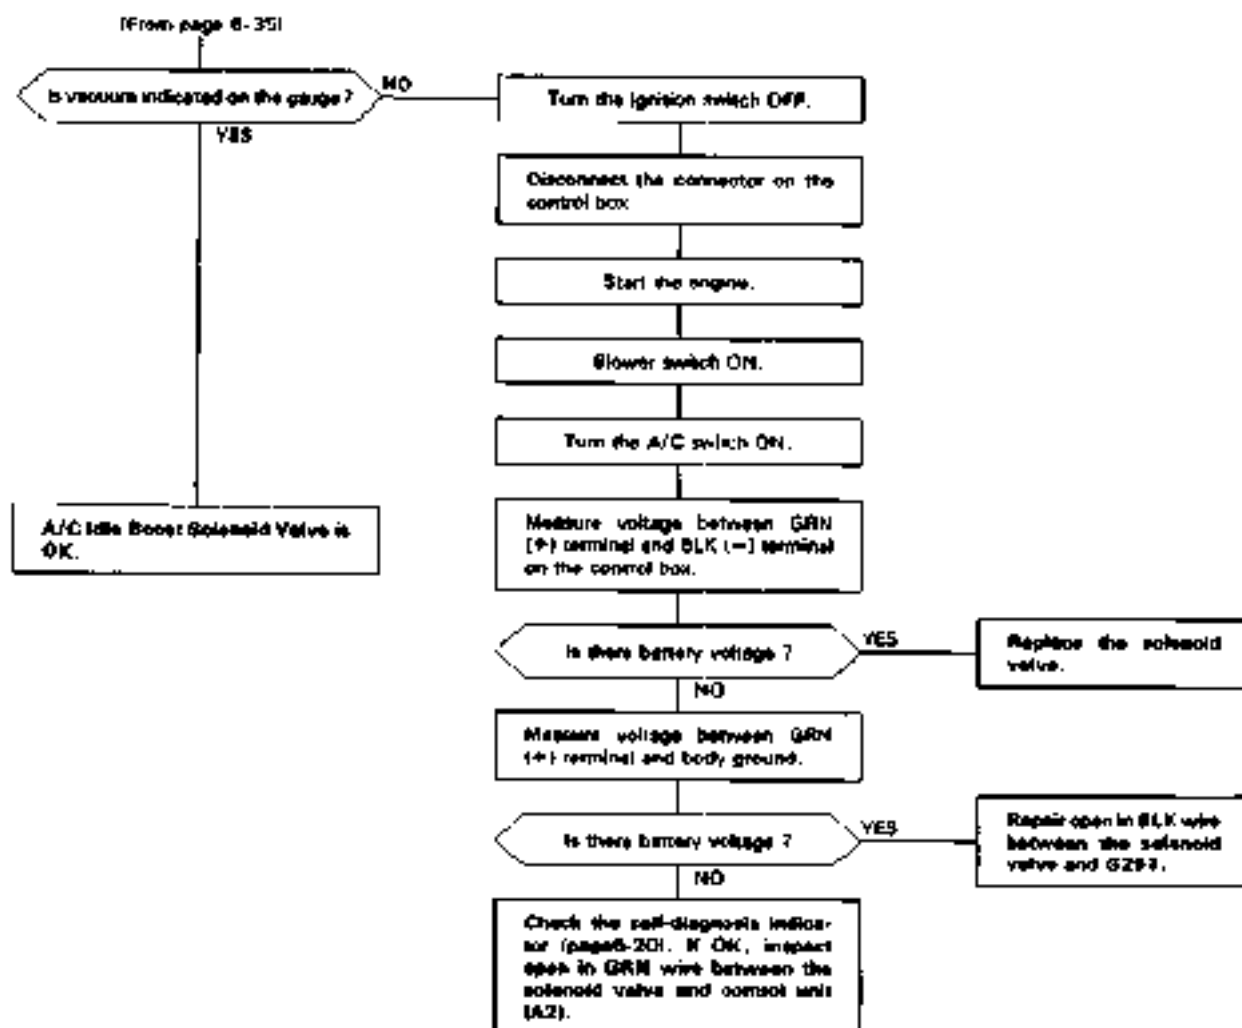 (From page 6-35)
Is vacuum indicated on the gauge ?
NO
YES
Turn the Ignision switch OFF.
Disconnect the connector on the
control box
Start the engine.
Blower switch ON.
Turn the A/C switch ON.
A/C Idle Boost Solenoid Valve is
OK.
Measure voltage between GRN
(+) terminal and BLK (−) terminal
on the control box.
Is there battery voltage ?
YES
Replace the solenoid
valve.
NO
Measure voltage between GRN
(+) terminal and body ground.
Is there battery voltage ?
YES
Repair open in BLK wire
between the solenoid
valve and
NO
Check the self-diagnosis indica-
tor (page6-20). If OK, inspect
open in GRN wire between the
solenoid valve and control unit
(A2).